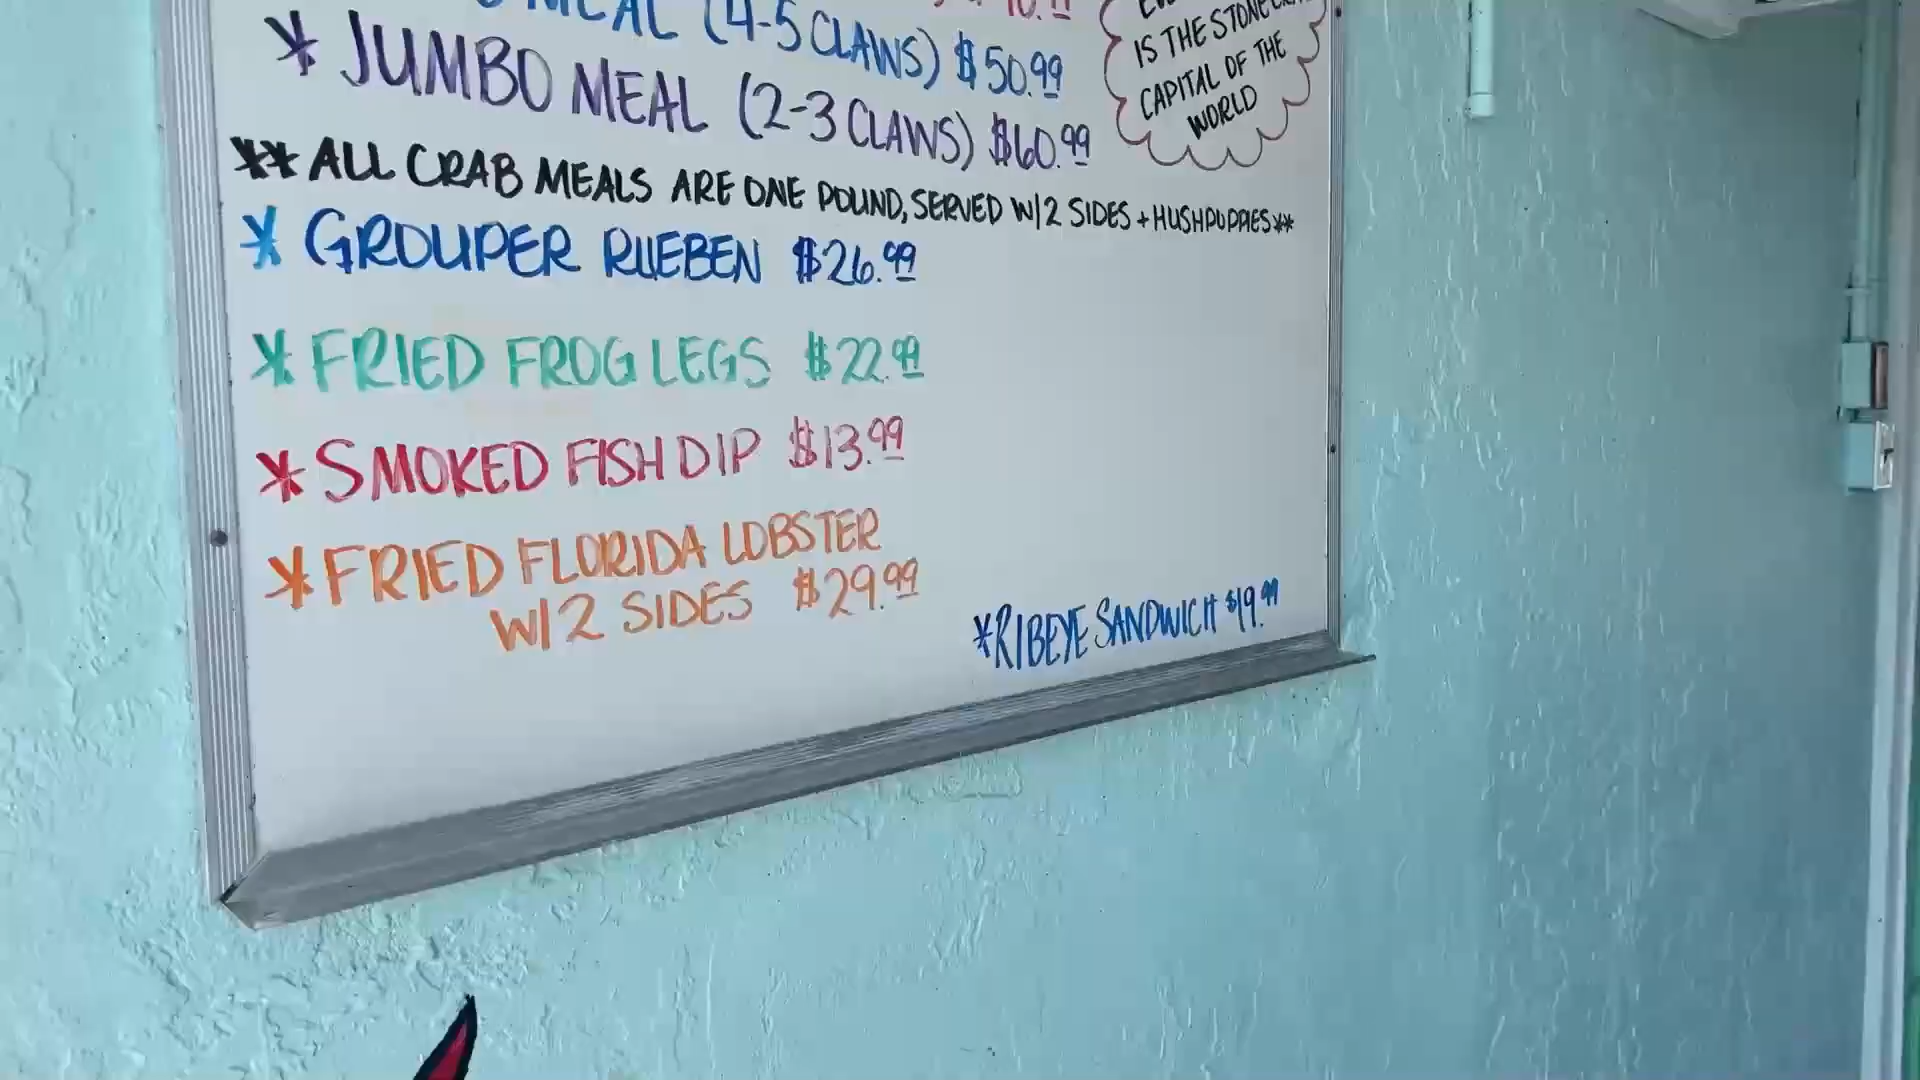 MEAL (4-5 CLAWS) $50.99
* JUMBO MEAL (2-3 CLAWS) $60.99
** ALL CRAB MEALS ARE ONE POUND, SERVED W/2 SIDES + HUSHPUPPIES **
* GROUPER RUEBEN $26.99
* FRIED FROG LEGS $22.99
* SMOKED FISH DIP $13.99
* FRIED FLORIDA LOBSTER
W/2 SIDES $29.99
* RIBEYE SANDWICH $19.99
IS THE STONE
CAPITAL OF THE
WORLD